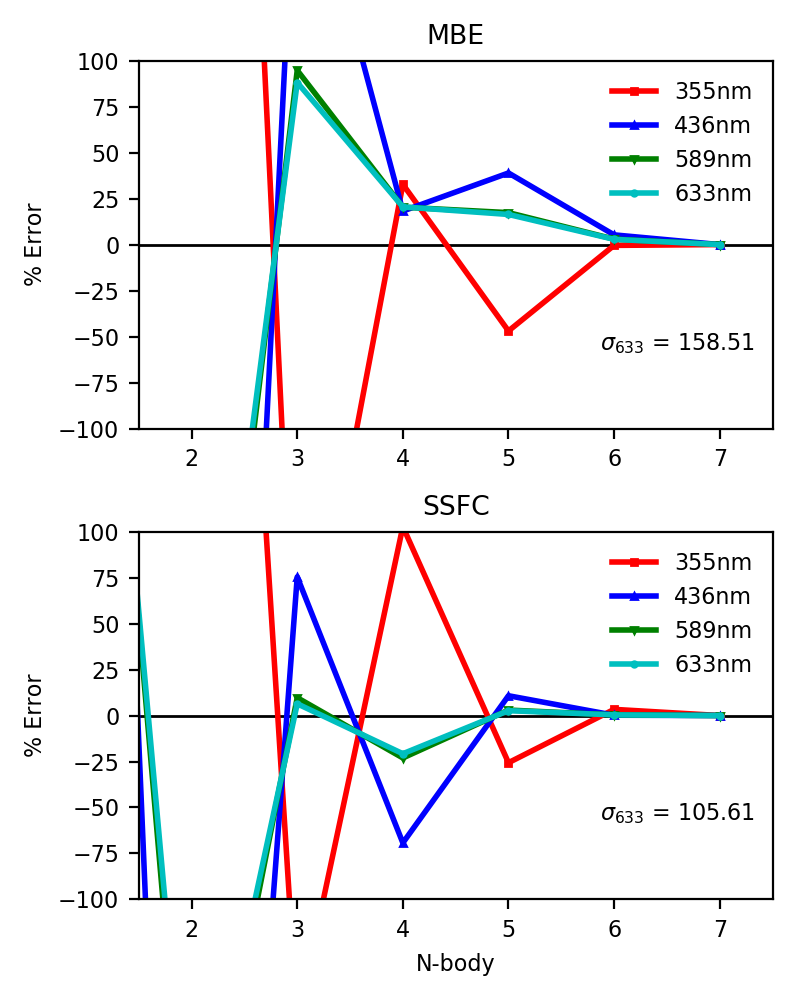 MBE
100
75
50
25
0
−25
−50
−75
−100
% Error
355nm
436nm
589nm
633nm
σ633 = 158.51
2 3 4 5 6 7
SSFC
100
75
50
25
0
−25
−50
−75
−100
% Error
355nm
436nm
589nm
633nm
σ633 = 105.61
2 3 4 5 6 7
N-body